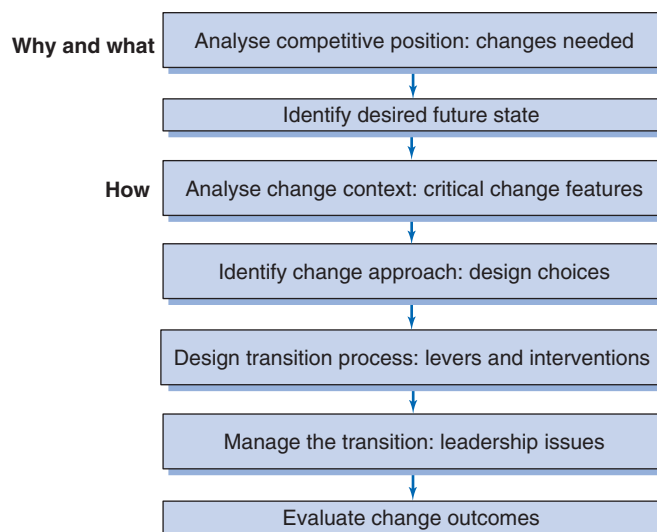 Why and what
Analyse competitive position: changes needed
Identify desired future state
How
Analyse change context: critical change features
Identify change approach: design choices
Design transition process: levers and interventions
Manage the transition: leadership issues
Evaluate change outcomes